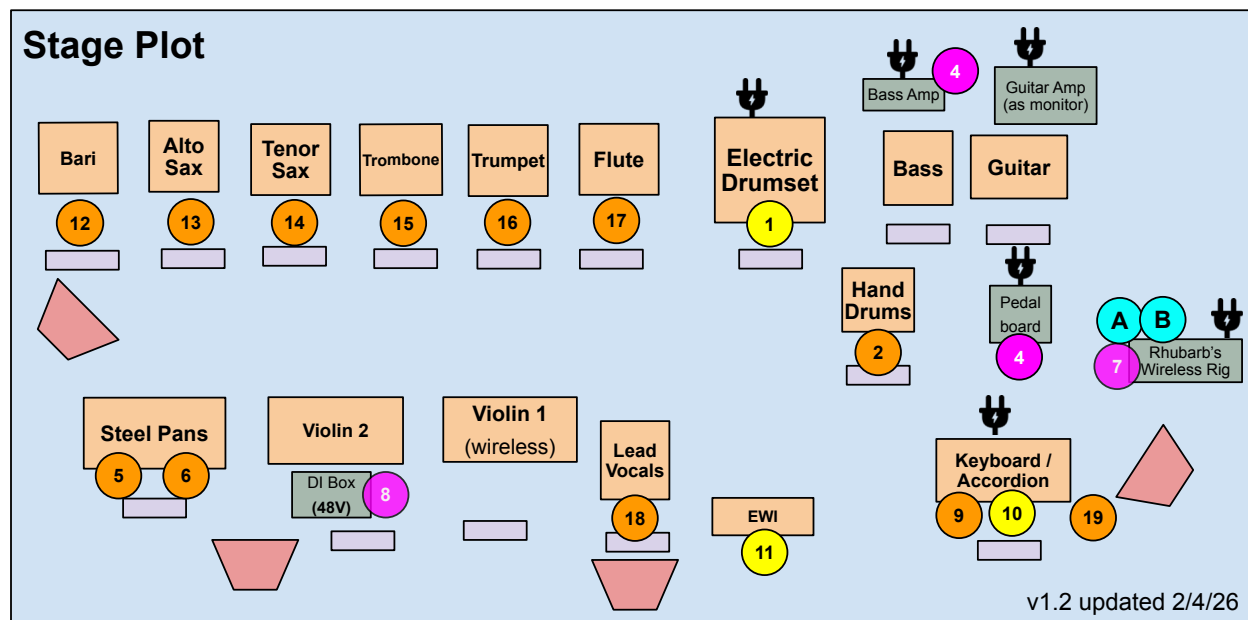 Stage Plot
4
Bass Amp
Guitar Amp
(as monitor)
Bari
Alto
Sax
Tenor
Sax
Trombone
Trumpet
Flute
Electric
Drumset
Bass
Guitar
12
13
14
15
16
17
1
Hand
Drums
2
Pedal
board
4
A
B
7
Rhubarb's
Wireless Rig
Steel Pans
5
6
Violin 2
DI Box
(48V)
8
Violin 1
(wireless)
Lead
Vocals
18
EWI
11
Keyboard /
Accordion
9
10
19
v1.2 updated 2/4/26